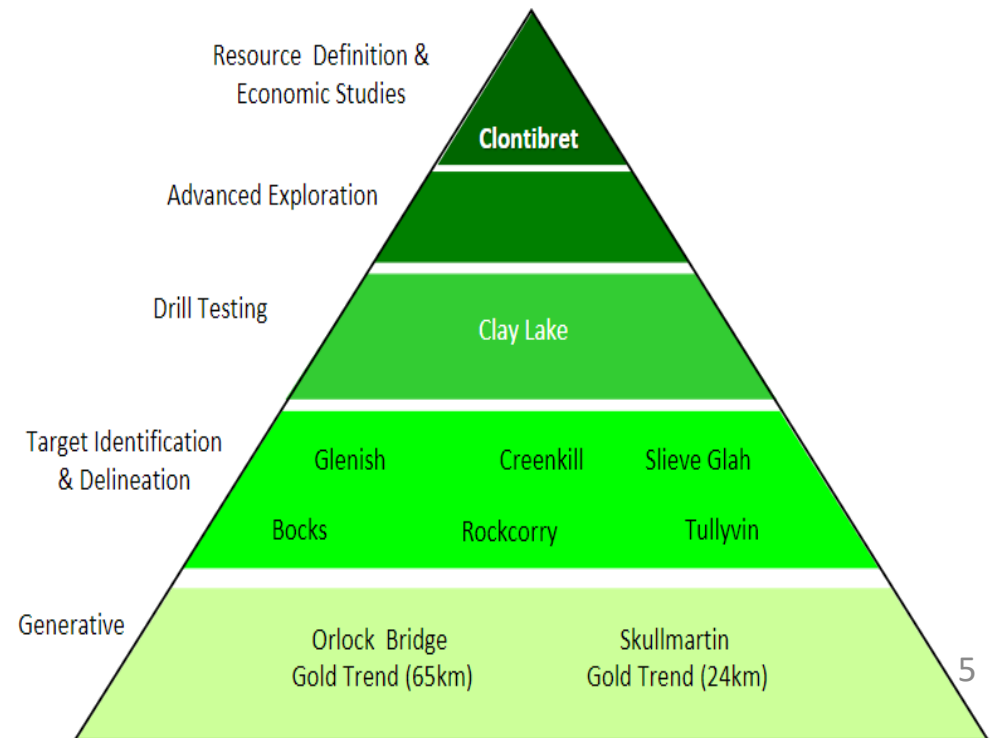 Resource Definition &
Economic Studies
Clontibret
Advanced Exploration
Drill Testing
Clay Lake
Target Identification
& Delineation
Glenish Creenkill Slieve Glah
Bocks Rockcorry Tullyvin
Generative
Orlock Bridge
Gold Trend (65km)
Skullmartin
Gold Trend (24km)
5